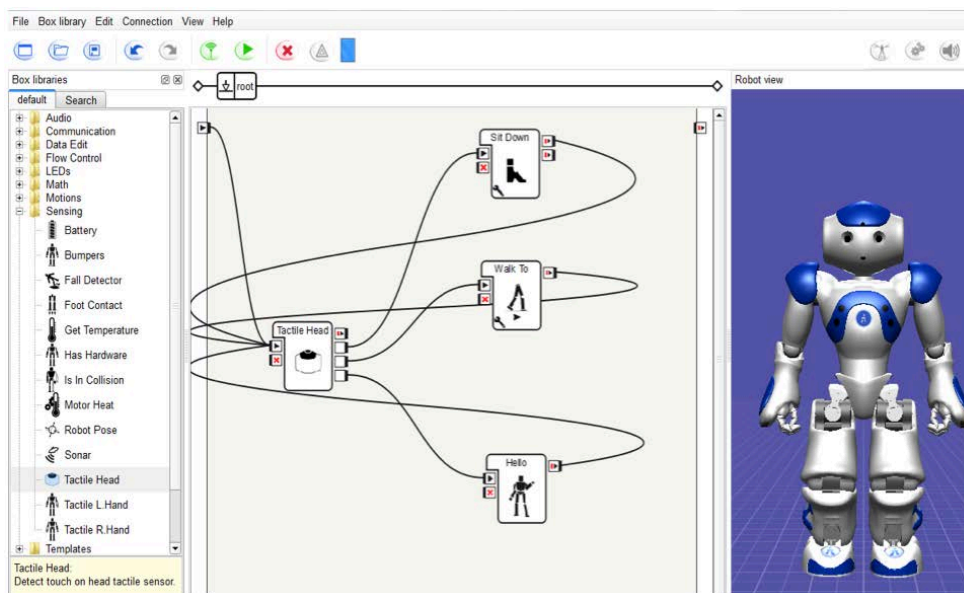 File Box library Edit Connection View Help
Box libraries
default Search
Audio
Communication
Data Edit
Flow Control
LEDs
Math
Motions
Sensing
Battery
Bumpers
Fall Detector
Foot Contact
Get Temperature
Has Hardware
Is In Collision
Motor Heat
Robot Pose
Sonar
Tactile Head
Tactile L.Hand
Tactile R.Hand
Templates
Tactile Head:
Detect touch on head tactile sensor.
root
Sit Down
Walk To
Tactile Head
Hello
Robot view